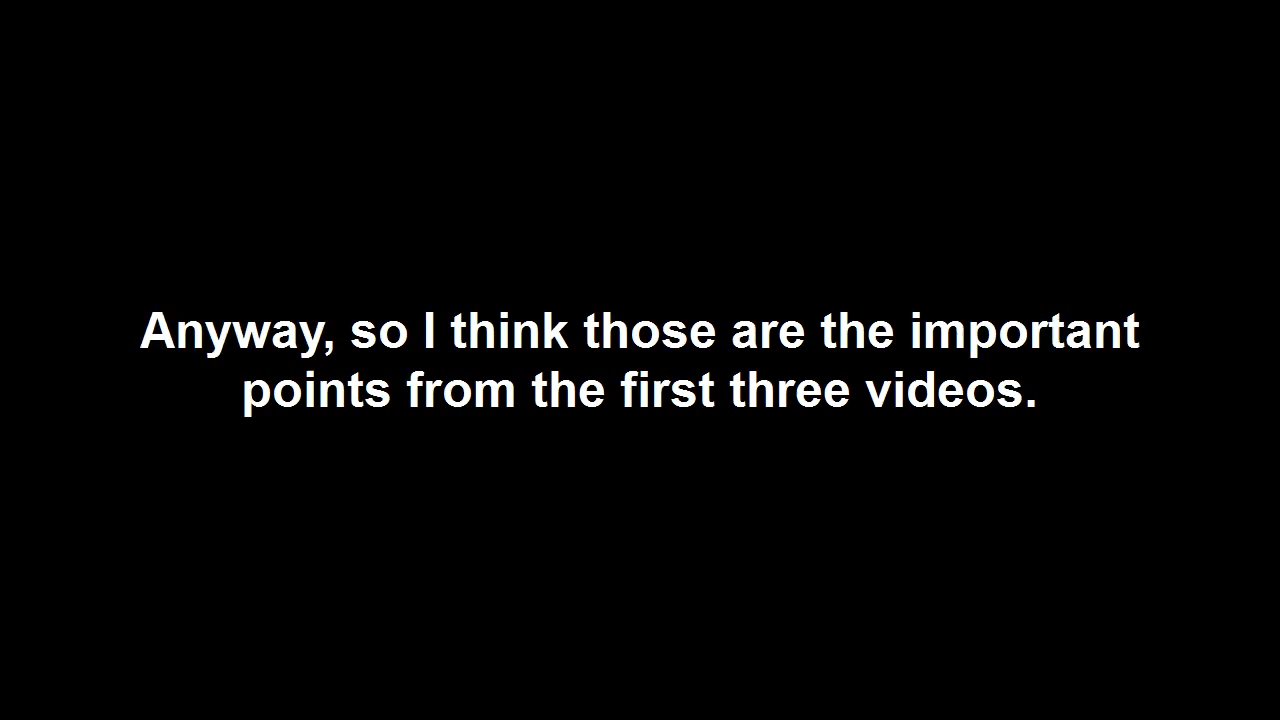 Anyway, so I think those are the important
points from the first three videos.